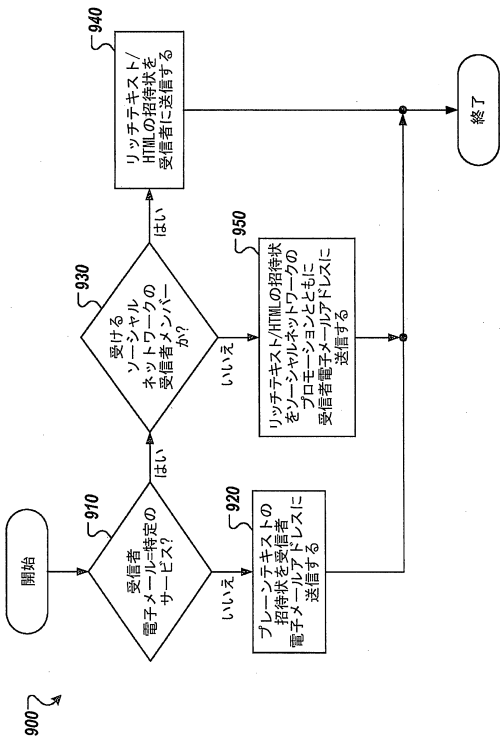 900
開始
910
受信者
電子メール=特定の
サービス?
はい
いいえ
920
プレーンテキストの
招待状を受信者
電子メールアドレスに
送信する
930
受ける
ソーシャル
ネットワークの
受信者メンバー
か?
はい
いいえ
940
リッチテキスト/
HTMLの招待状を
受信者に送信する
950
リッチテキスト/HTMLの招待状
をソーシャルネットワークの
プロモーションとともに
受信者電子メールアドレスに
送信する
終了